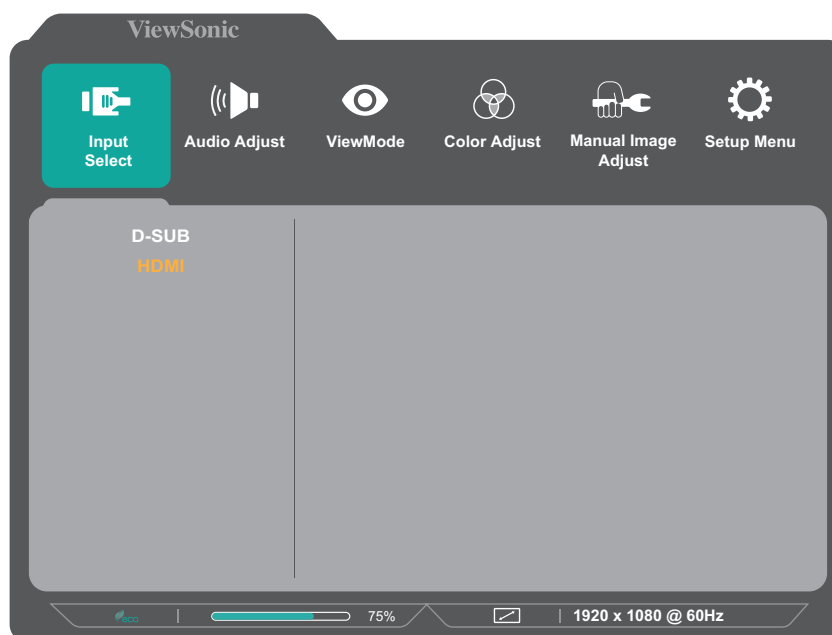 ViewSonic
Input
Select
Audio Adjust
ViewMode
Color Adjust
Manual Image
Adjust
Setup Menu
D-SUB
HDMI
eco
75%
1920 x 1080 @ 60Hz